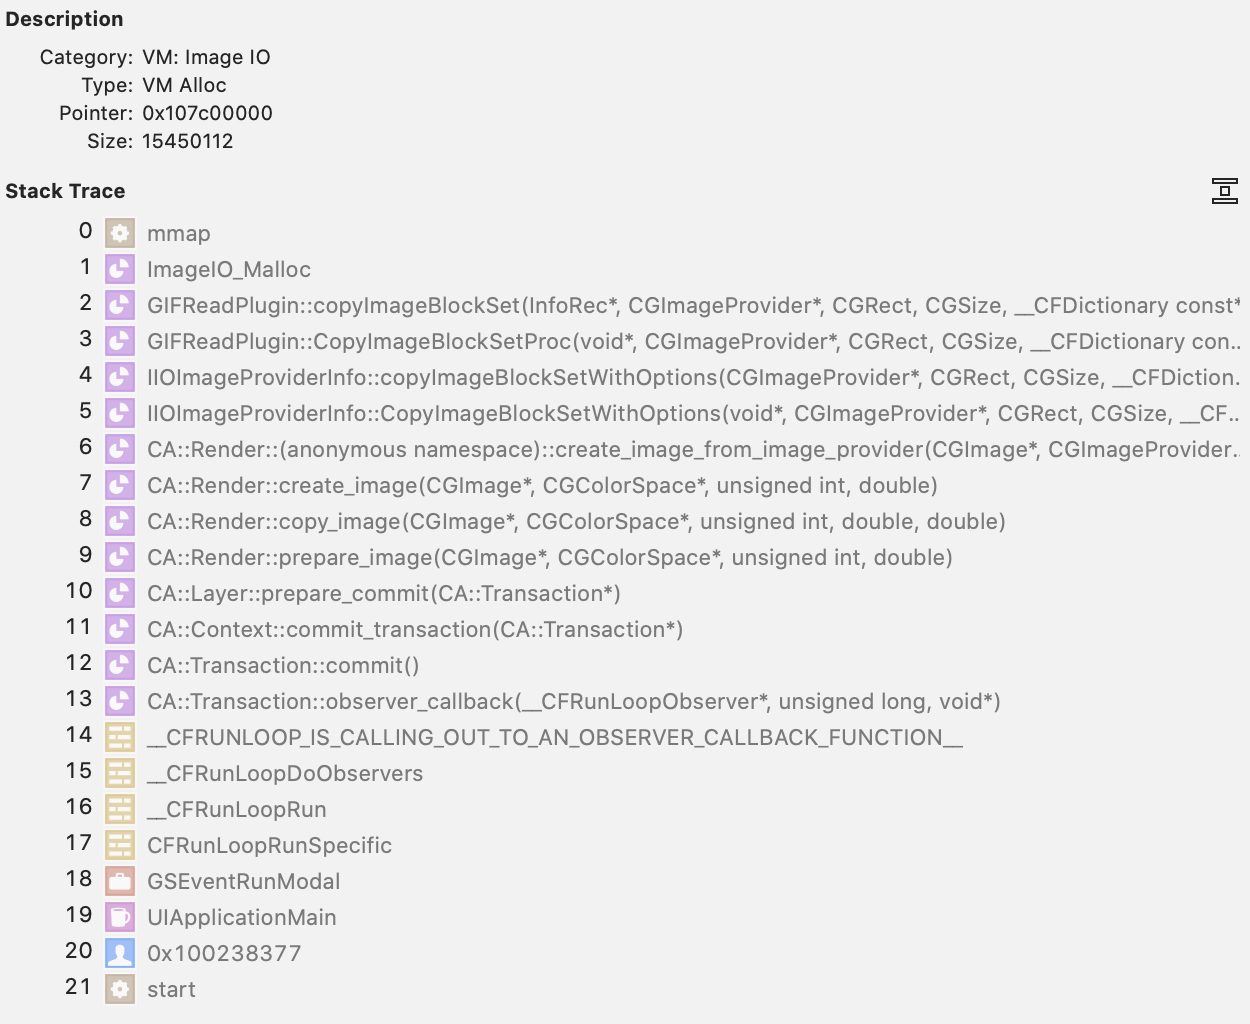 Description
Category: VM: Image IO
Type: VM Alloc
Pointer: 0x107c00000
Size: 15450112
Stack Trace
0 mmap
1 ImageIO_Malloc
2 GIFReadPlugin::copyImageBlockSet(InfoRec*, CGImageProvider*, CGRect, CGSize, __CFDictionary const*
3 GIFReadPlugin::CopyImageBlockSetProc(void*, CGImageProvider*, CGRect, CGSize, __CFDictionary con...
4 IIOImageProviderInfo::copyImageBlockSetWithOptions(CGImageProvider*, CGRect, CGSize, __CFDiction...
5 IIOImageProviderInfo::CopyImageBlockSetWithOptions(void*, CGImageProvider*, CGRect, CGSize, __CF...
6 CA::Render::(anonymous namespace)::create_image_from_image_provider(CGImage*, CGImageProvider...
7 CA::Render::create_image(CGImage*, CGColorSpace*, unsigned int, double)
8 CA::Render::copy_image(CGImage*, CGColorSpace*, unsigned int, double, double)
9 CA::Render::prepare_image(CGImage*, CGColorSpace*, unsigned int, double)
10 CA::Layer::prepare_commit(CA::Transaction*)
11 CA::Context::commit_transaction(CA::Transaction*)
12 CA::Transaction::commit()
13 CA::Transaction::observer_callback(__CFRunLoopObserver*, unsigned long, void*)
14 __CFRUNLOOP_IS_CALLING_OUT_TO_AN_OBSERVER_CALLBACK_FUNCTION__
15 __CFRunLoopDoObservers
16 __CFRunLoopRun
17 CFRunLoopRunSpecific
18 GSEventRunModal
19 UIApplicationMain
20 0x100238377
21 start